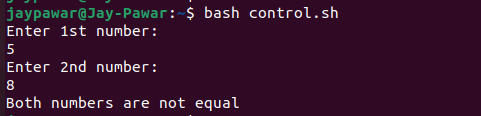 jaypawar@Jay-Pawar:~$ bash control.sh
Enter 1st number:
5
Enter 2nd number:
8
Both numbers are not equal